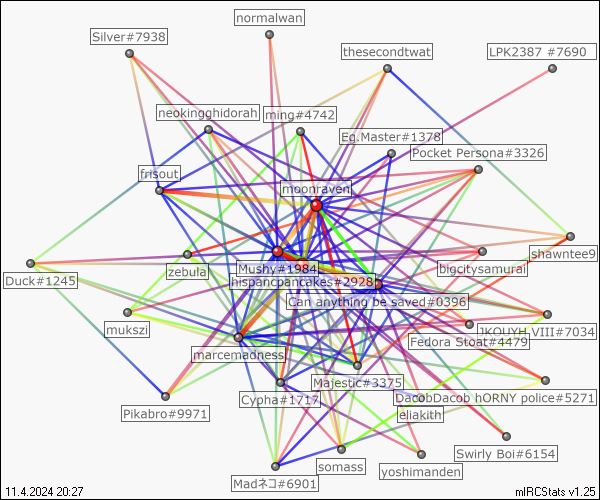 normalwan
Silver#7938
thesecondtwat
LPK2387 #7690
neokingghidorah
ming#4742
Eg.Master#1378
Pocket Persona#3326
frisout
moonraven
shawntee9
zebula
Mushy#1984
bigcitysamurai
Duck#1245
hispancpancakes#2928
Can anything be saved#0396
mukszi
JKOUYH_VIII#7034
Fedora Stoat#4479
marcemadness
Majestic#3375
Cypha#1717
DacobDacob hORNY police#5271
Pikabro#9971
eliakith
Swirly Boi#6154
somass
yoshimanden
Madネコ#6901
11.4.2024 20:27
mIRCStats v1.25